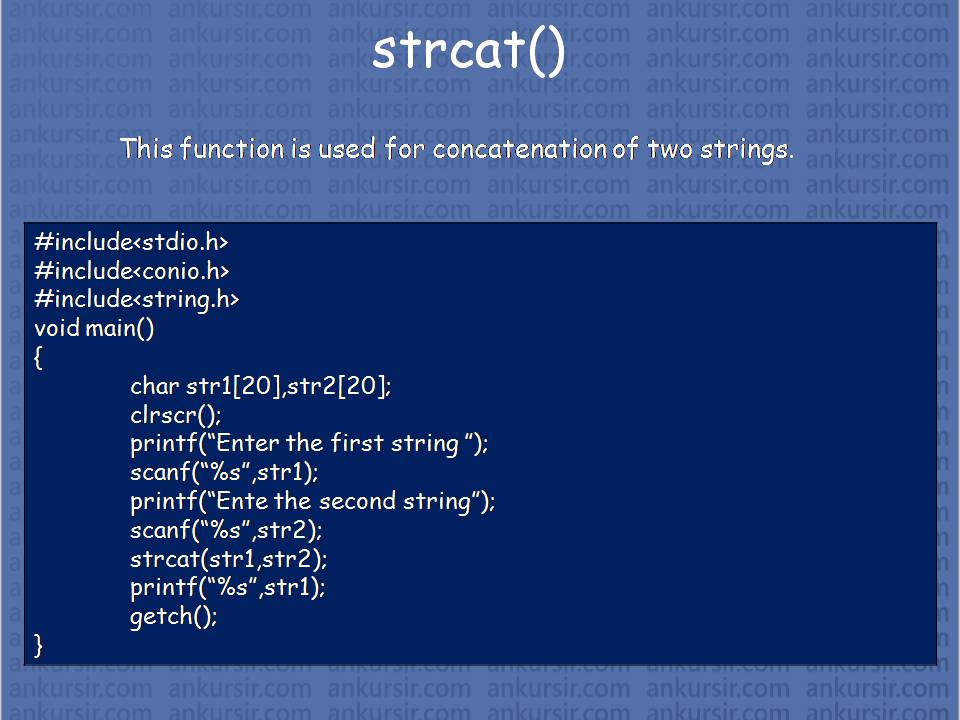 strcat()
This function is used for concatenation of two strings.
#include<stdio.h>
#include<conio.h>
#include<string.h>
void main()
{
char str1[20],str2[20];
clrscr();
printf(“Enter the first string ”);
scanf(“%s”,str1);
printf(“Ente the second string”);
scanf(“%s”,str2);
strcat(str1,str2);
printf(“%s”,str1);
getch();
}
ankursir.com